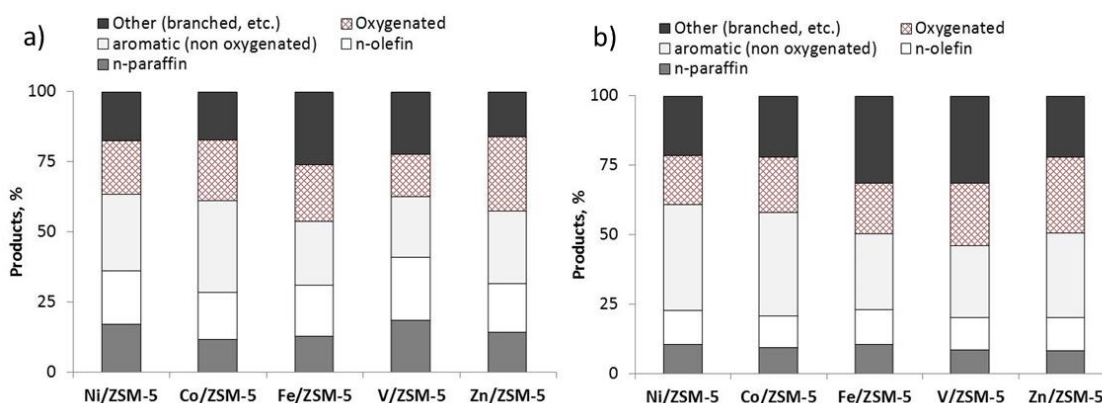 a)
Other (branched, etc.) Oxygenated
aromatic (non oxygenated) n-olefin
n-paraffin
Products, %
100
75
50
25
0
Ni/ZSM-5 Co/ZSM-5 Fe/ZSM-5 V/ZSM-5 Zn/ZSM-5
b)
Other (branched, etc.) Oxygenated
aromatic (non oxygenated) n-olefin
n-paraffin
Products, %
100
75
50
25
0
Ni/ZSM-5 Co/ZSM-5 Fe/ZSM-5 V/ZSM-5 Zn/ZSM-5